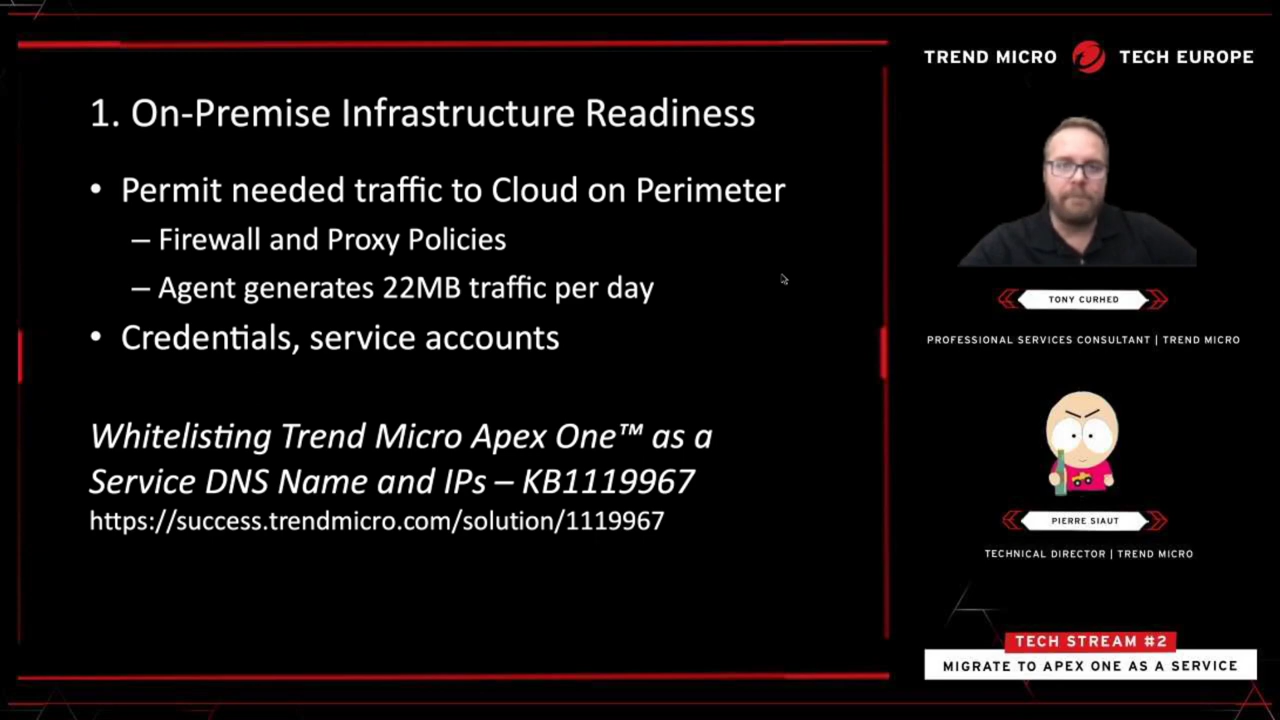 1. On-Premise Infrastructure Readiness
• Permit needed traffic to Cloud on Perimeter
– Firewall and Proxy Policies
– Agent generates 22MB traffic per day
• Credentials, service accounts
Whitelisting Trend Micro Apex One™ as a
Service DNS Name and IPs – KB1119967
https://success.trendmicro.com/solution/1119967
TREND MICRO TECH EUROPE
TONY CURHED
PROFESSIONAL SERVICES CONSULTANT | TREND MICRO
PIERRE SIAUT
TECHNICAL DIRECTOR | TREND MICRO
TECH STREAM #2
MIGRATE TO APEX ONE AS A SERVICE